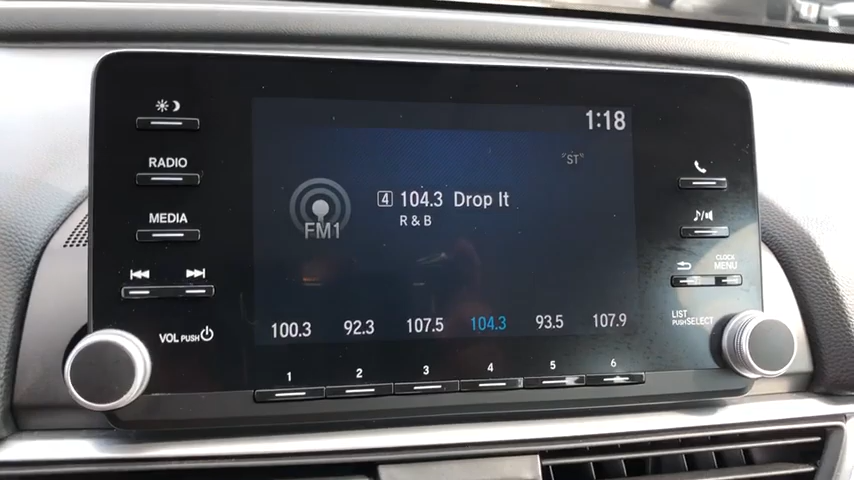 1:18
"ST"
RADIO
4 104.3 Drop It
R & B
MEDIA
FM1
CLOCK
MENU
LIST
PUSH SELECT
VOL PUSH
100.3 92.3 107.5 104.3 93.5 107.9
1 2 3 4 5 6